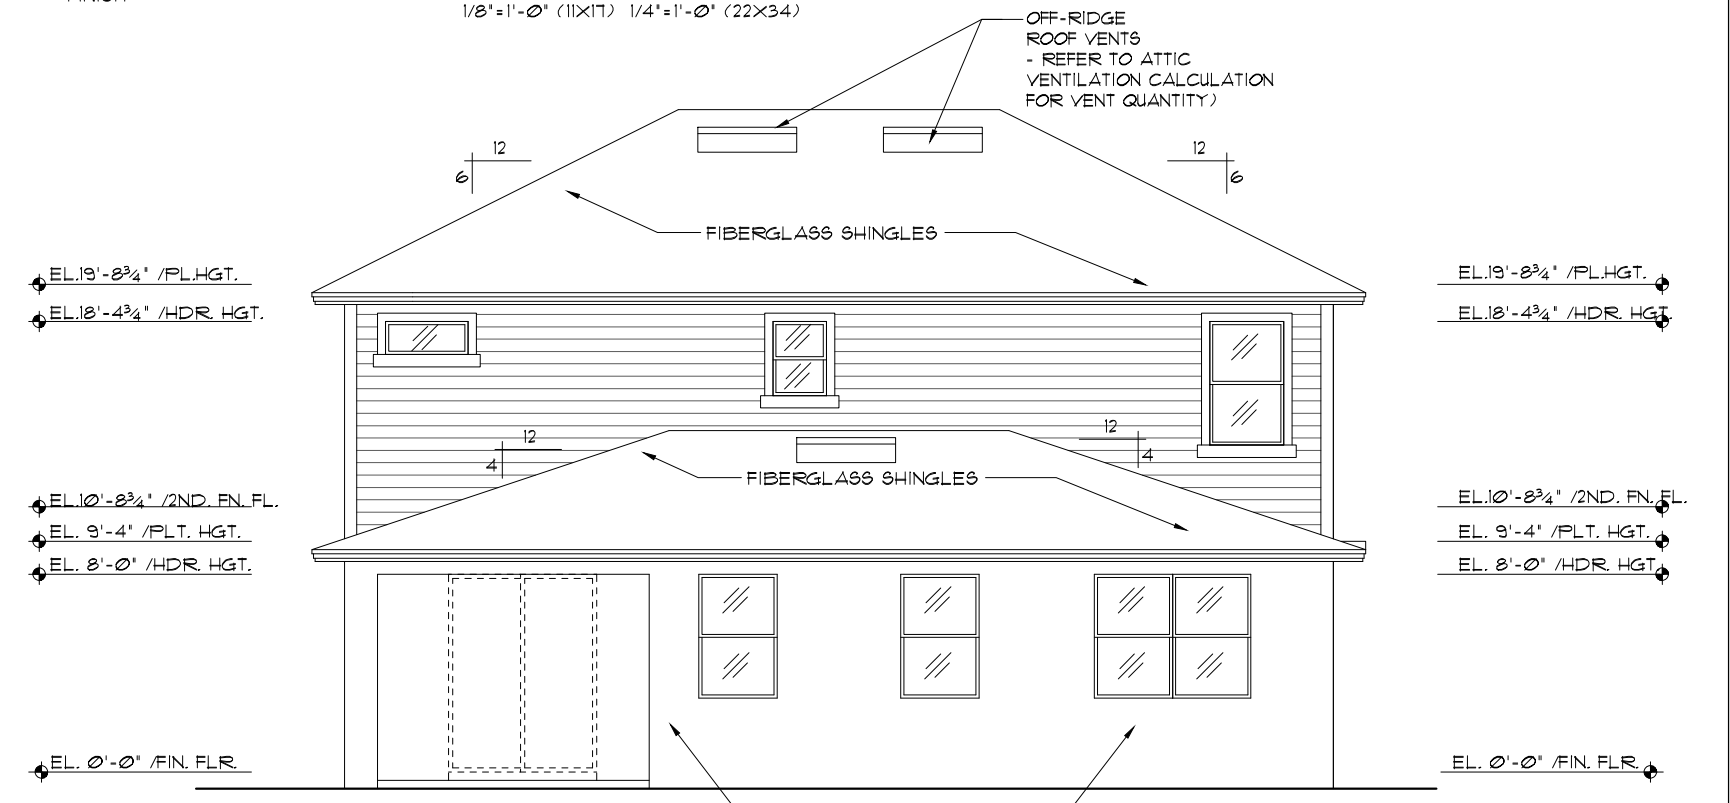 1/8"=1'-0" (11X17) 1/4"=1'-0" (22X34)
OFF-RIDGE
ROOF VENTS
- REFER TO ATTIC
VENTILATION CALCULATION
FOR VENT QUANTITY)
12
6
12
6
FIBERGLASS SHINGLES
EL.19'-8¾" /PL.HGT.
EL.19'-8¾" /PL.HGT.
EL.18'-4¾" /HDR. HGT.
EL.18'-4¾" /HDR. HGT.
12
4
12
4
FIBERGLASS SHINGLES
EL.10'-8¾" /2ND. FN. FL.
EL.10'-8¾" /2ND. FN. FL.
EL. 9'-4" /PLT. HGT.
EL. 9'-4" /PLT. HGT.
EL. 8'-0" /HDR. HGT.
EL. 8'-0" /HDR. HGT.
EL. 0'-0" /FIN. FLR.
EL. 0'-0" /FIN. FLR.